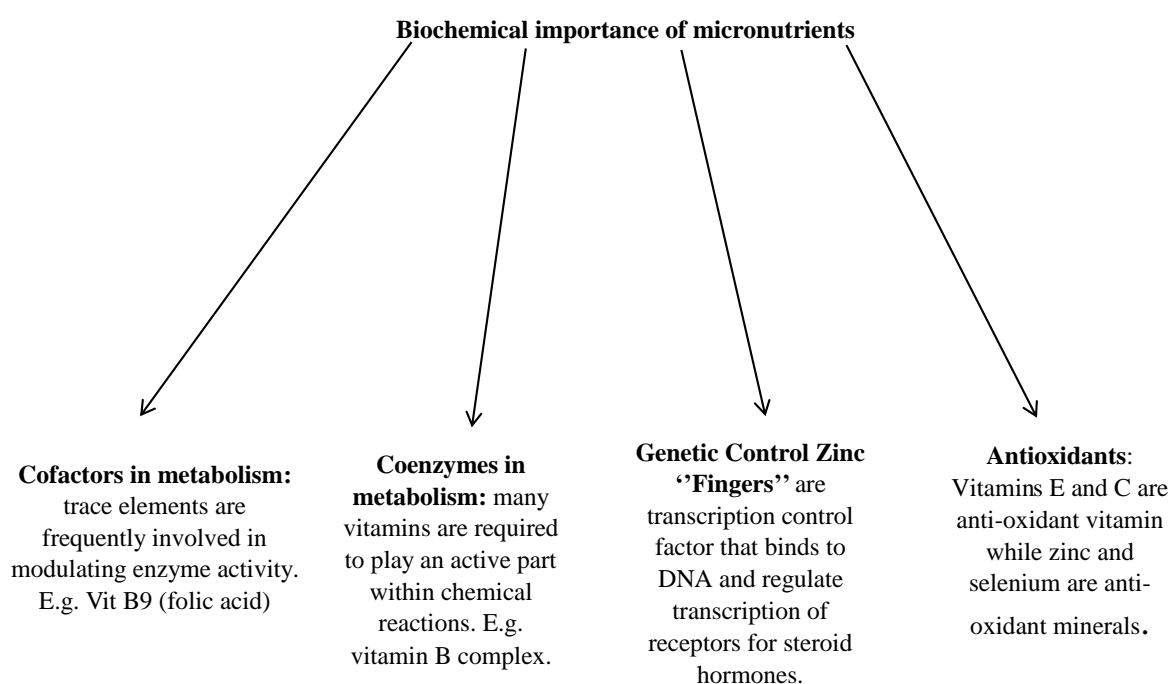 Biochemical importance of micronutrients
Cofactors in metabolism:
trace elements are
frequently involved in
modulating enzyme activity.
E.g. Vit B9 (folic acid)
Coenzymes in
metabolism: many
vitamins are required
to play an active part
within chemical
reactions. E.g.
vitamin B complex.
Genetic Control Zinc
‘’Fingers’’ are
transcription control
factor that binds to
DNA and regulate
transcription of
receptors for steroid
hormones.
Antioxidants:
Vitamins E and C are
anti-oxidant vitamin
while zinc and
selenium are anti-
oxidant minerals.